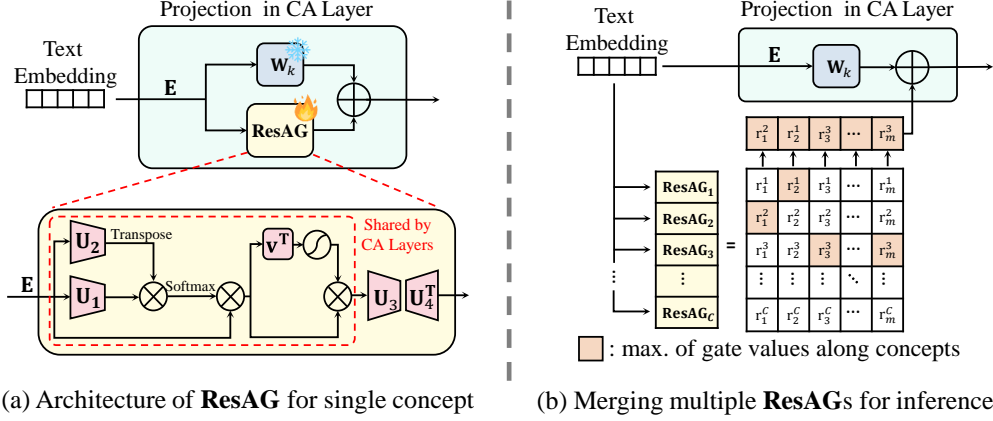 Projection in CA Layer
Text
Embedding
E
W_k
ResAG
Shared by
CA Layers
U_2
Transpose
v^T
E
U_1
Softmax
U_3
U_4^T
(a) Architecture of ResAG for single concept
Projection in CA Layer
Text
Embedding
E
W_k
r_1^2 r_2^1 r_3^3 ⋯ r_m^3
ResAG_1
r_1^1 r_2^1 r_3^1 ⋯ r_m^1
ResAG_2
r_1^2 r_2^2 r_3^2 ⋯ r_m^2
ResAG_3 =
r_1^3 r_2^3 r_3^3 ⋯ r_m^3
⋮ ⋮ ⋮ ⋮ ⋮ ⋱ ⋮
ResAG_C
r_1^C r_2^C r_3^C ⋯ r_m^C
: max. of gate values along concepts
(b) Merging multiple ResAGs for inference